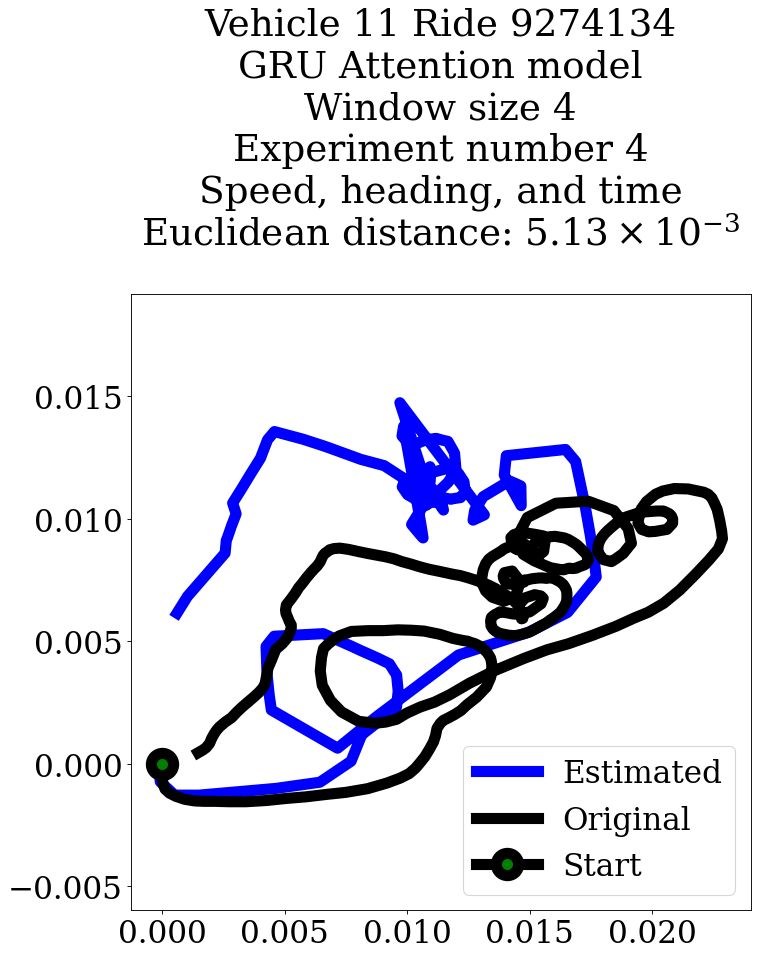 Vehicle 11 Ride 9274134
GRU Attention model
Window size 4
Experiment number 4
Speed, heading, and time
Euclidean distance: 5.13 × 10⁻³
0.015
0.010
0.005
0.000
−0.005
Estimated
Original
Start
0.000 0.005 0.010 0.015 0.020